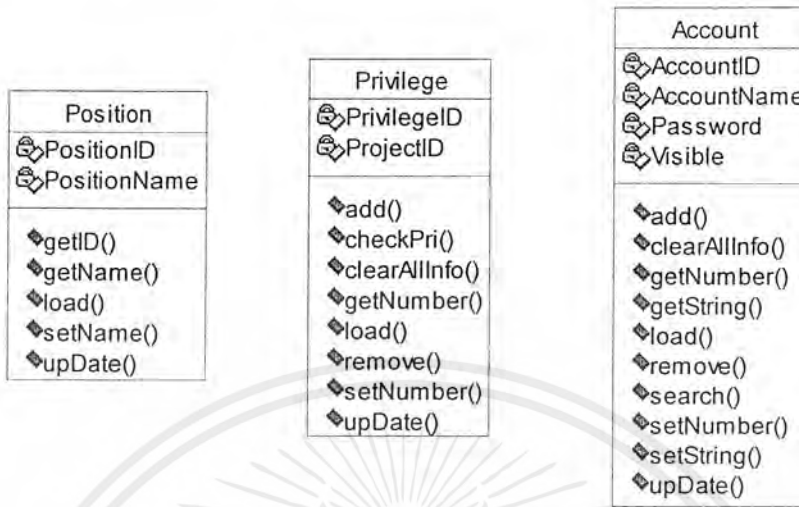 Position
PositionID
PositionName
getID()
getName()
load()
setName()
upDate()
Privilege
PrivilegeID
ProjectID
add()
checkPri()
clearAllInfo()
getNumber()
load()
remove()
setNumber()
upDate()
Account
AccountID
AccountName
Password
Visible
add()
clearAllInfo()
getNumber()
getString()
load()
remove()
search()
setNumber()
setString()
upDate()